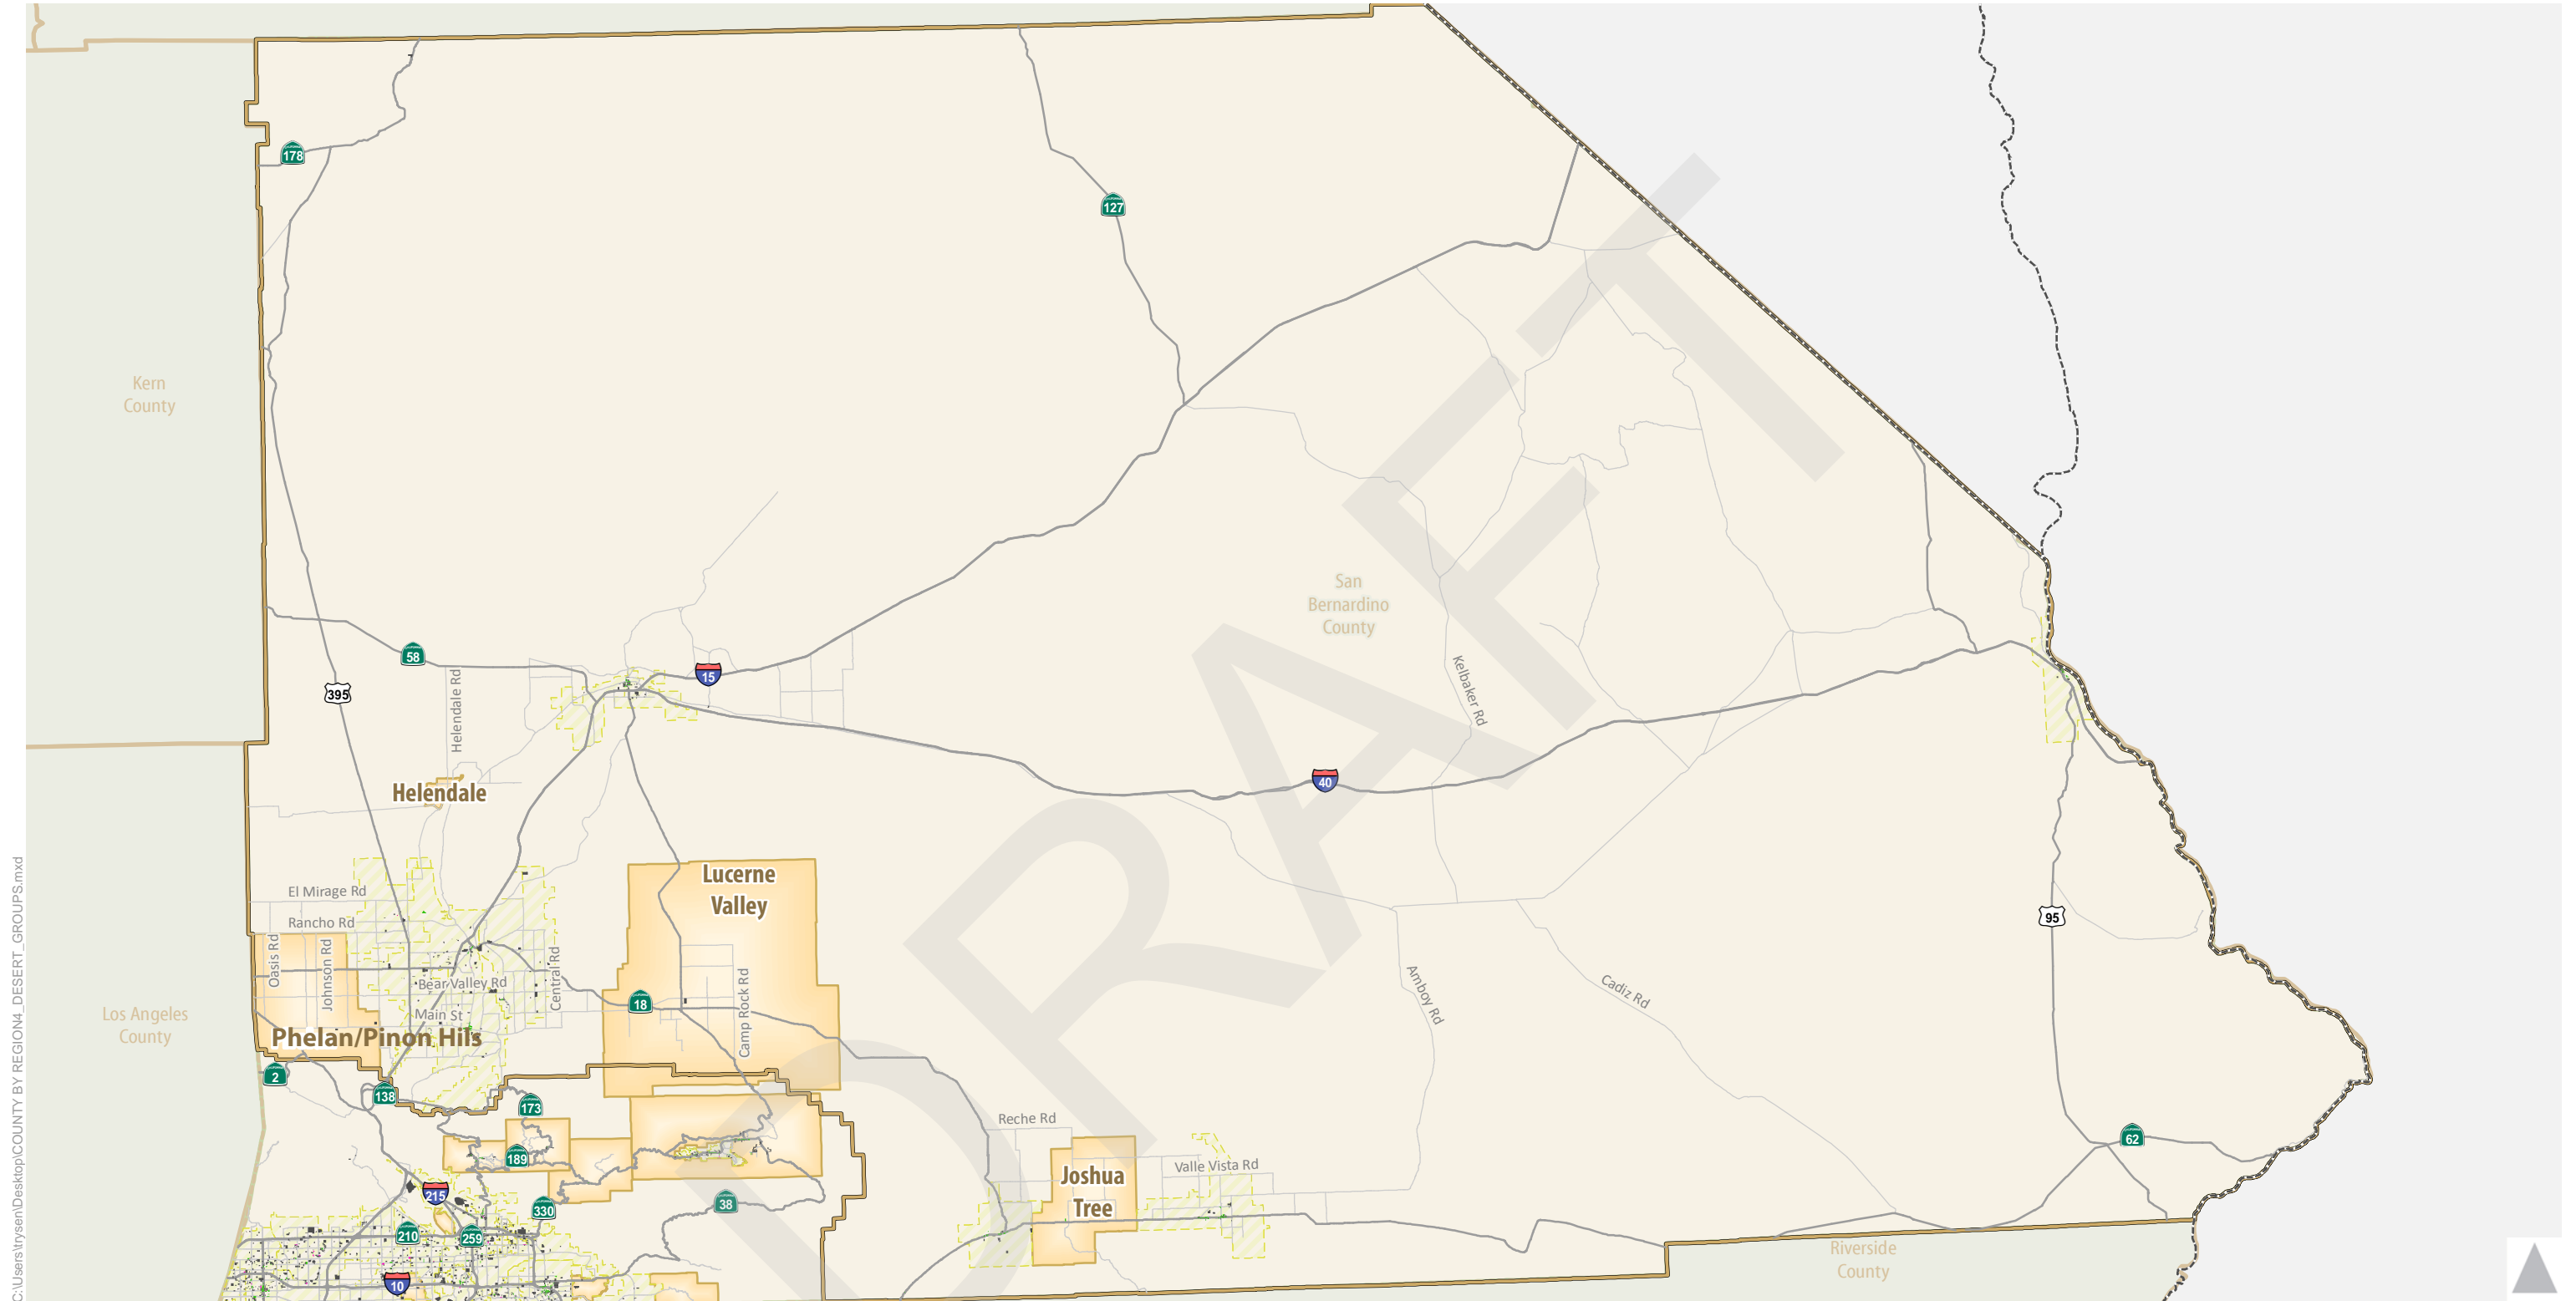 178
127
Kern
County
San
Bernardino
County
58
15
395
Helendale Rd
Kelbaker Rd
40
Helendale
Lucerne
Valley
El Mirage Rd
Rancho Rd
95
Oasis Rd
Johnson Rd
Central Rd
Bear Valley Rd
Camp Rock Rd
Amboy Rd
Cadiz Rd
18
Main St
Los Angeles
County
Phelan/Pinon Hils
2
138
173
Reche Rd
62
189
Valle Vista Rd
Joshua
Tree
215
330
38
210
259
Riverside
County
10
DRAFT
C:\Users\trysen\Desktop\COUNTY BY REGION4_DESERT_GROUPS.mxd